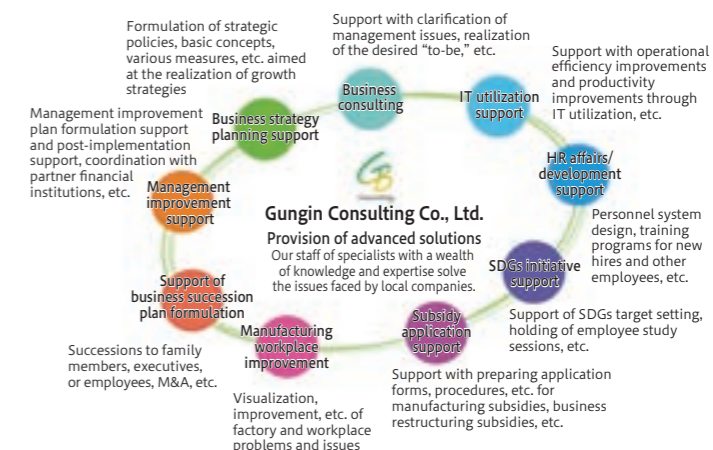 Formulation of strategic
policies, basic concepts,
various measures, etc. aimed
at the realization of growth
strategies
Support with clarification of
management issues, realization
of the desired “to-be,” etc.
Support with operational
efficiency improvements
and productivity
improvements through
IT utilization, etc.
Business
consulting
IT utilization
support
Business strategy
planning support
Management improvement
plan formulation support
and post-implementation
support, coordination with
partner financial
institutions, etc.
HR affairs/
development
support
Management
improvement
support
GB
Gungin Consulting Co., Ltd.
Provision of advanced solutions
Our staff of specialists with a wealth
of knowledge and expertise solve
the issues faced by local companies.
Personnel system
design, training
programs for new
hires and other
employees, etc.
SDGs initiative
support
Support of
business succession
plan formulation
Support of SDGs target setting,
holding of employee study
sessions, etc.
Subsidy
application
support
Manufacturing
workplace
improvement
Successions to family
members, executives,
or employees, M&A, etc.
Support with preparing application
forms, procedures, etc. for
manufacturing subsidies, business
restructuring subsidies, etc.
Visualization,
improvement, etc. of
factory and workplace
problems and issues